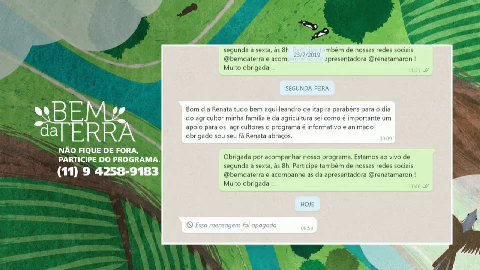 segunda à sexta, às 8h. também de nossas redes sociais
25/7/2019
@bemdaterra e acompanhe apresentadora @renatamaron !
Muito obrigada ...
SEGUNDA-FEIRA
Bom dia Renata tudo bem aqui leandro de itapira parabéns para o dia
do agricultor minha família e da agricultura sei como é importante um
apoio para os agricultores o programa é informativo e animado
obrigado sou seu fã Renata abraços.
Obrigada por acompanhar nosso programa. Estamos ao vivo de
segunda à sexta, às 8h. Participe também de nossas redes sociais
@bemdaterra e acompanhe as da apresentadora @renatamaron !
Muito obrigada ...
HOJE
Essa mensagem foi apagada
BEM
da TERRA
NÃO FIQUE DE FORA,
PARTICIPE DO PROGRAMA.
(11) 9 4258-9183